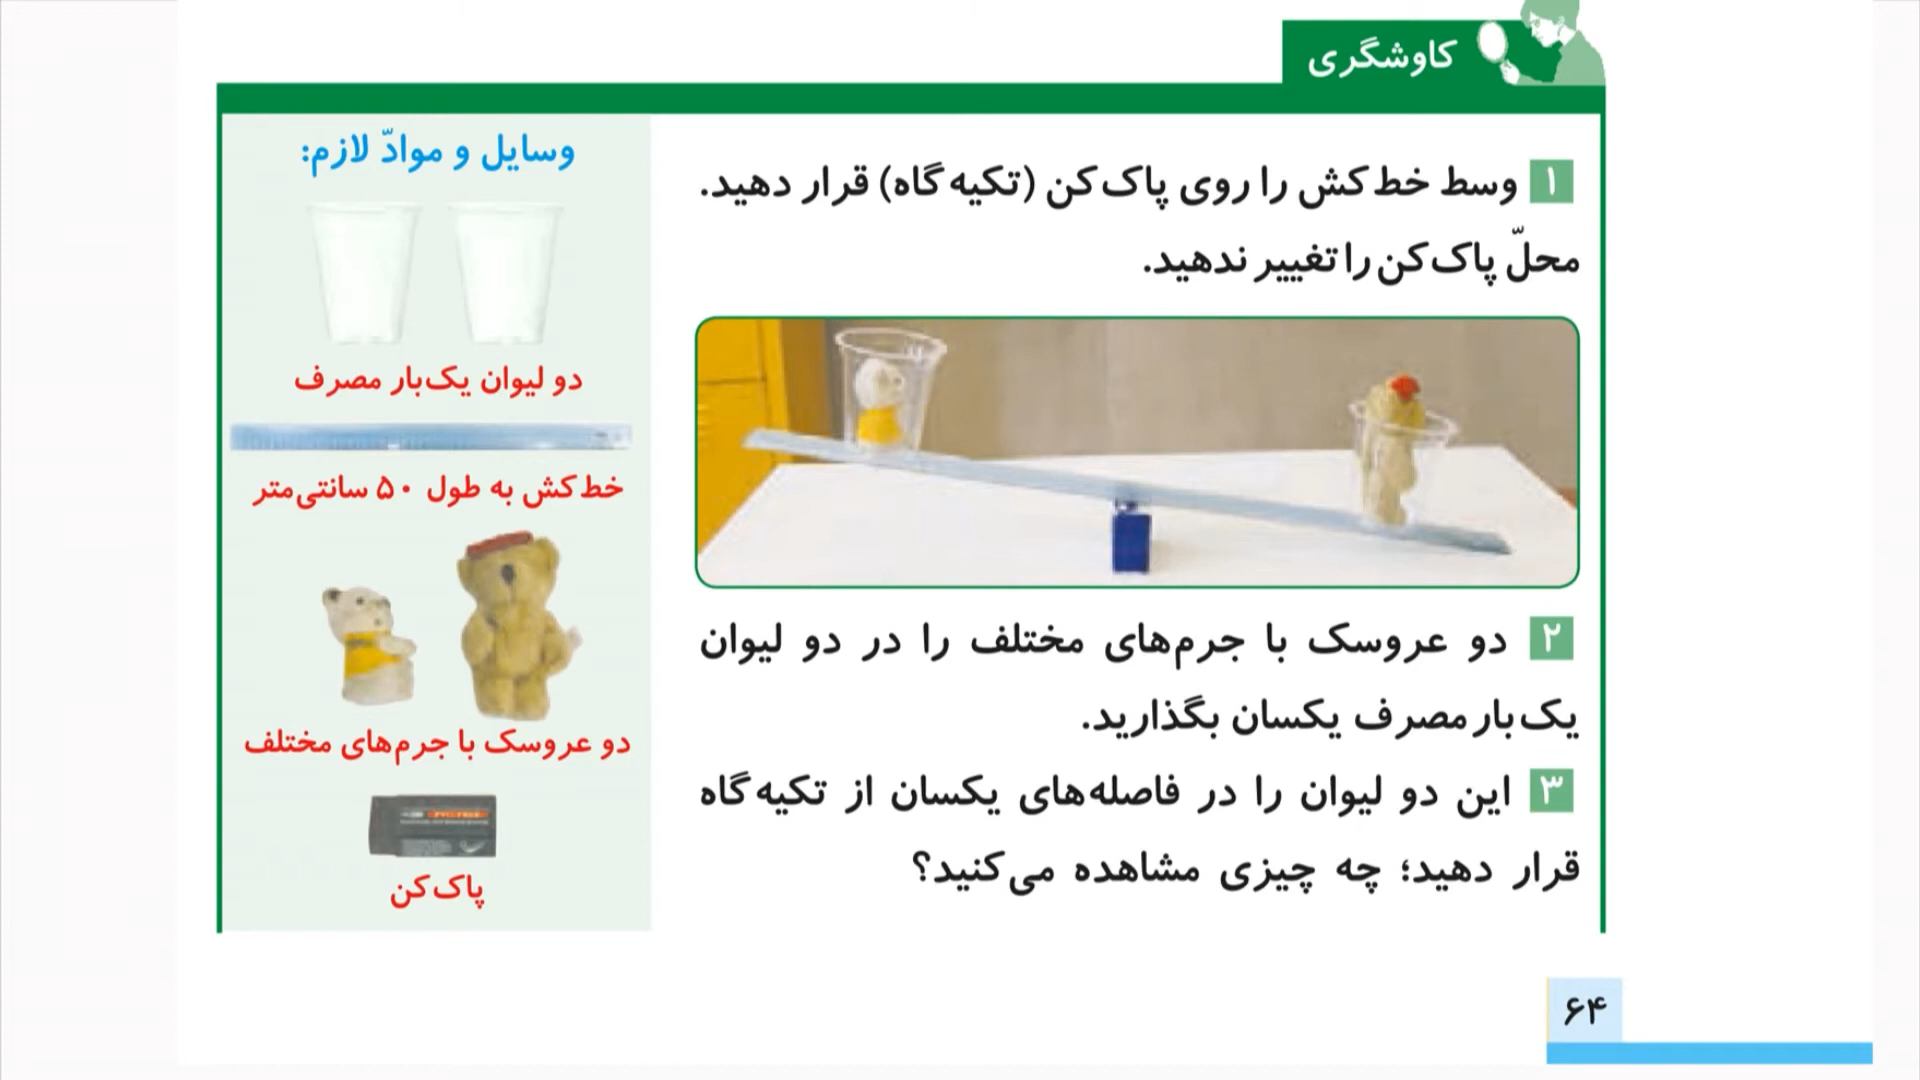 کاوشگری
۱ وسط خط‌کش را روی پاک‌کن (تکیه‌گاه) قرار دهید.
محلّ پاک‌کن را تغییر ندهید.
۲ دو عروسک با جرم‌های مختلف را در دو لیوان
یک‌بار مصرف یکسان بگذارید.
۳ این دو لیوان را در فاصله‌های یکسان از تکیه‌گاه
قرار دهید؛ چه چیزی مشاهده می‌کنید؟
وسایل و موادّ لازم:
دو لیوان یک‌بار مصرف
خط‌کش به طول ۵۰ سانتی‌متر
دو عروسک با جرم‌های مختلف
پاک‌کن
۶۴